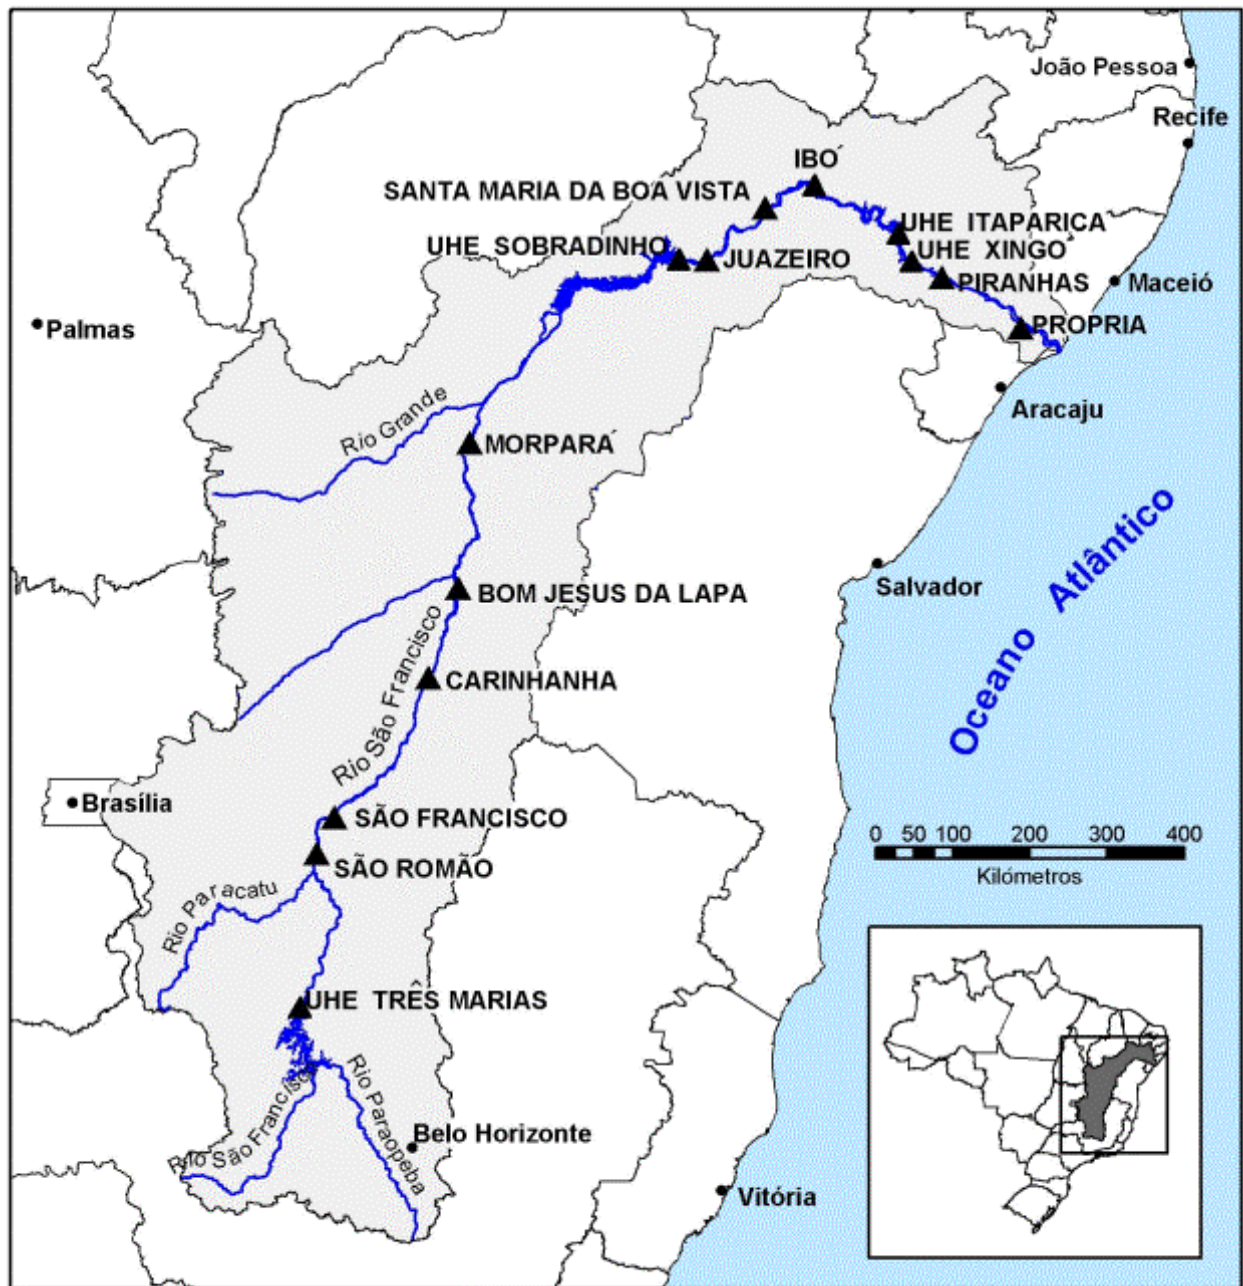 João Pessoa
Recife
IBÓ
SANTA MARIA DA BOA VISTA
UHE ITAPARICA
UHE SOBRADINHO
JUAZEIRO
UHE XINGÓ
PIRANHAS
Maceió
PROPRIA
Palmas
Aracaju
Rio Grande
MORPARÁ
Oceano Atlântico
Salvador
BOM JESUS DA LAPA
Rio São Francisco
CARINHANHA
Brasília
SÃO FRANCISCO
0 50 100 200 300 400
Kilómetros
SÃO ROMÃO
Rio Paracatu
UHE TRÊS MARIAS
Rio São Francisco
Rio Paraopeba
Belo Horizonte
Vitória